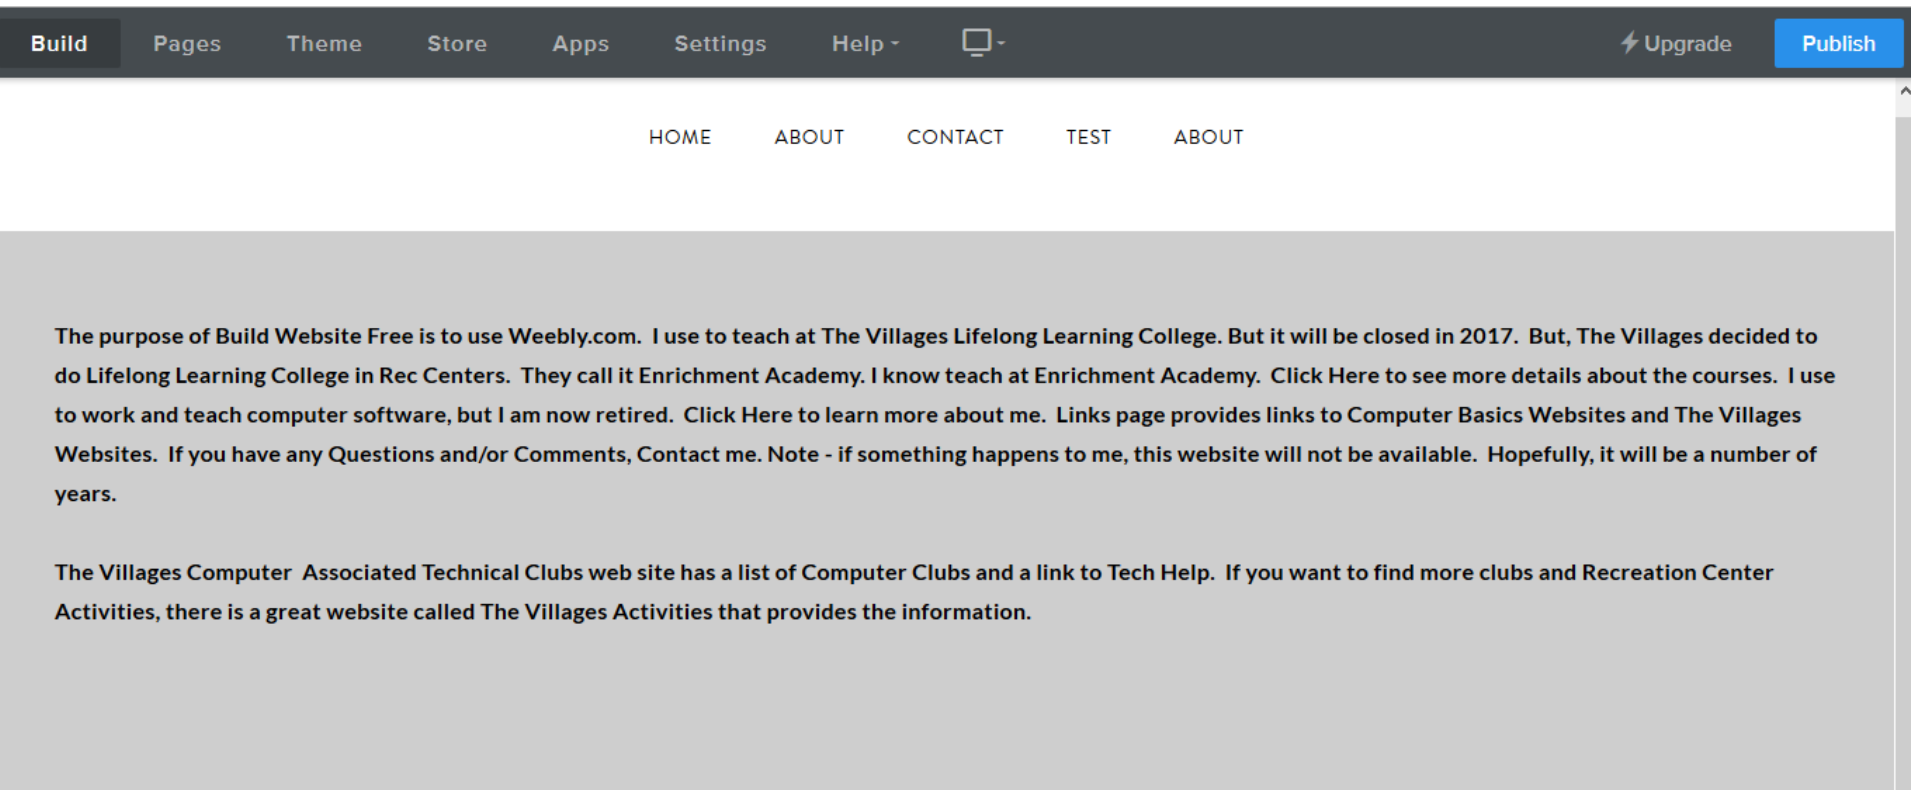 Build Pages Theme Store Apps Settings Help Upgrade Publish
HOME ABOUT CONTACT TEST ABOUT
The purpose of Build Website Free is to use Weebly.com.  I use to teach at The Villages Lifelong Learning College. But it will be closed in 2017.  But, The Villages decided to
do Lifelong Learning College in Rec Centers.  They call it Enrichment Academy. I know teach at Enrichment Academy.  Click Here to see more details about the courses.  I use
to work and teach computer software, but I am now retired.  Click Here to learn more about me.  Links page provides links to Computer Basics Websites and The Villages
Websites.  If you have any Questions and/or Comments, Contact me. Note - if something happens to me, this website will not be available.  Hopefully, it will be a number of
years.
The Villages Computer  Associated Technical Clubs web site has a list of Computer Clubs and a link to Tech Help.  If you want to find more clubs and Recreation Center
Activities, there is a great website called The Villages Activities that provides the information.